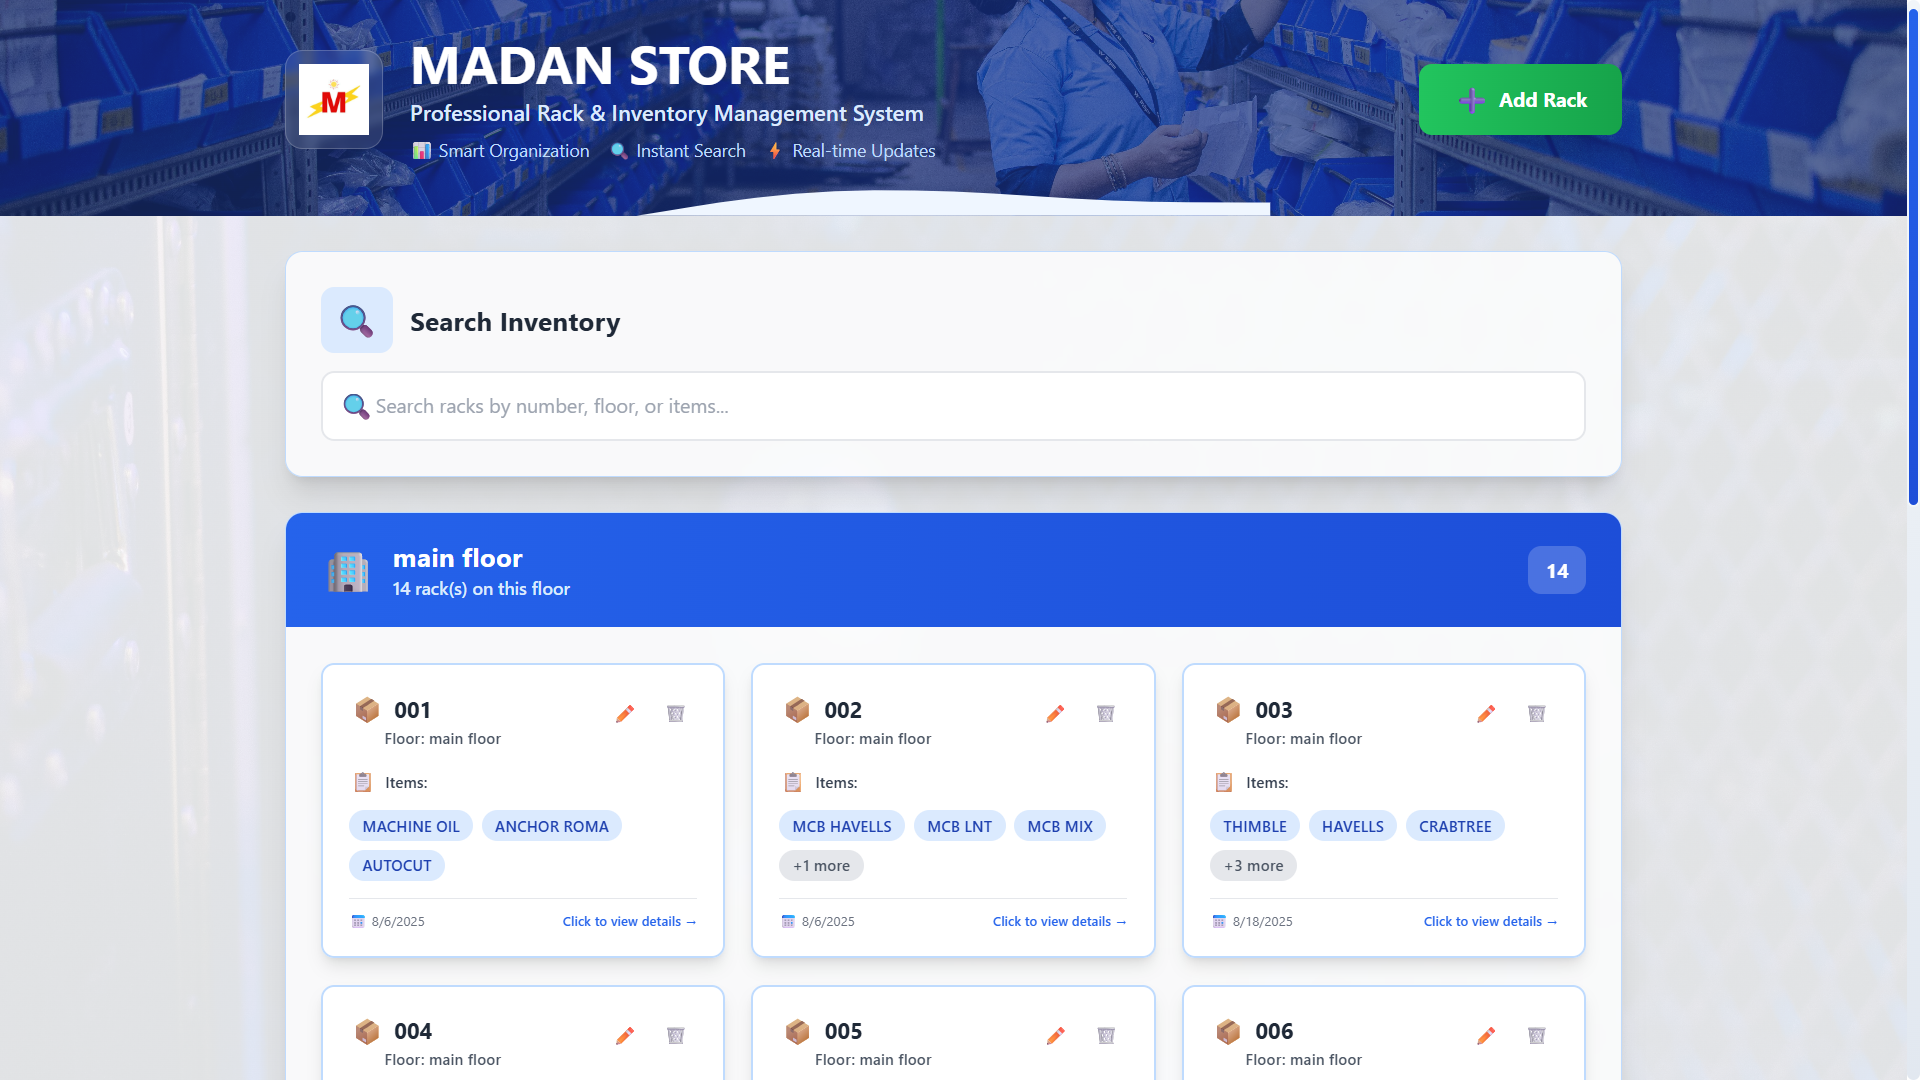 M
MADAN STORE
Professional Rack & Inventory Management System
Smart Organization
Instant Search
Real-time Updates
Add Rack
Search Inventory
Search racks by number, floor, or items...
main floor
14 rack(s) on this floor
14
001
Floor: main floor
Items:
MACHINE OIL
ANCHOR ROMA
AUTOCUT
8/6/2025
Click to view details →
002
Floor: main floor
Items:
MCB HAVELLS
MCB LNT
MCB MIX
+1 more
8/6/2025
Click to view details →
003
Floor: main floor
Items:
THIMBLE
HAVELLS
CRABTREE
+3 more
8/18/2025
Click to view details →
004
Floor: main floor
005
Floor: main floor
006
Floor: main floor